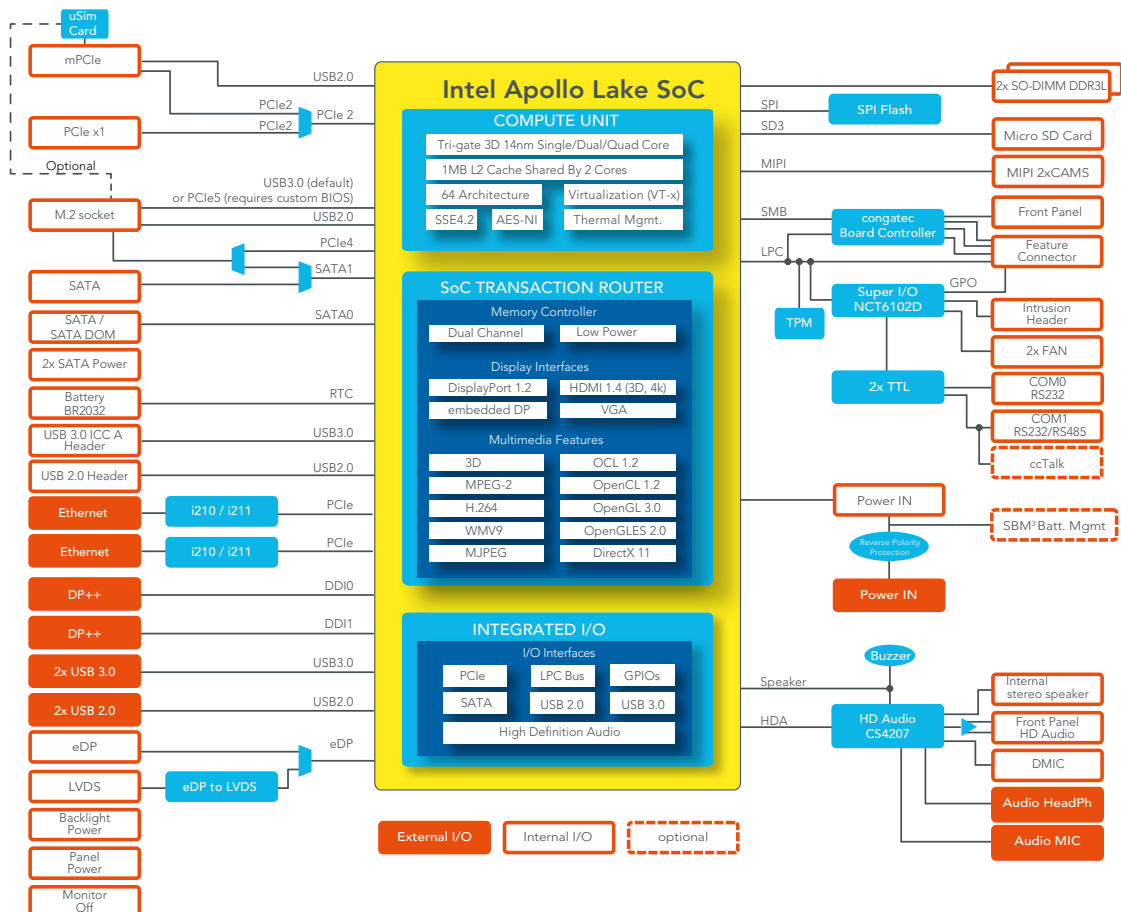 uSim
Card
mPCIe
USB2.0
PCIe2
PCIe2
PCIe 2
PCIe x1
Optional
USB3.0 (default)
or PCIe5 (requires custom BIOS)
M.2 socket
USB2.0
PCIe4
SATA1
SATA
SATA /
SATA DOM
SATA0
2x SATA Power
Battery
BR2032
RTC
USB 3.0 ICC A
Header
USB3.0
USB 2.0 Header
USB2.0
Ethernet
i210 / i211
PCIe
Ethernet
i210 / i211
PCIe
DP++
DDI0
DP++
DDI1
2x USB 3.0
USB3.0
2x USB 2.0
USB2.0
eDP
eDP
LVDS
eDP to LVDS
Backlight
Power
Panel
Power
Monitor
Off
Intel Apollo Lake SoC
COMPUTE UNIT
Tri-gate 3D 14nm Single/Dual/Quad Core
1MB L2 Cache Shared By 2 Cores
64 Architecture
Virtualization (VT-x)
SSE4.2
AES-NI
Thermal Mgmt.
SoC TRANSACTION ROUTER
Memory Controller
Dual Channel
Low Power
Display Interfaces
DisplayPort 1.2
HDMI 1.4 (3D, 4k)
embedded DP
VGA
Multimedia Features
3D
OCL 1.2
MPEG-2
OpenCL 1.2
H.264
OpenGL 3.0
WMV9
OpenGLES 2.0
MJPEG
DirectX 11
INTEGRATED I/O
I/O Interfaces
PCIe
LPC Bus
GPIOs
SATA
USB 2.0
USB 3.0
High Definition Audio
External I/O
Internal I/O
optional
2x SO-DIMM DDR3L
SPI
SPI Flash
SD3
Micro SD Card
MIPI
MIPI 2xCAMS
SMB
congatec
Board Controller
Front Panel
LPC
Feature
Connector
GPO
TPM
Super I/O
NCT6102D
Intrusion
Header
2x FAN
2x TTL
COM0
RS232
COM1
RS232/RS485
ccTalk
Power IN
SBM³ Batt. Mgmt
Reverse Polarity
Protection
Power IN
Buzzer
Speaker
HDA
HD Audio
CS4207
Internal
stereo speaker
Front Panel
HD Audio
DMIC
Audio HeadPh
Audio MIC